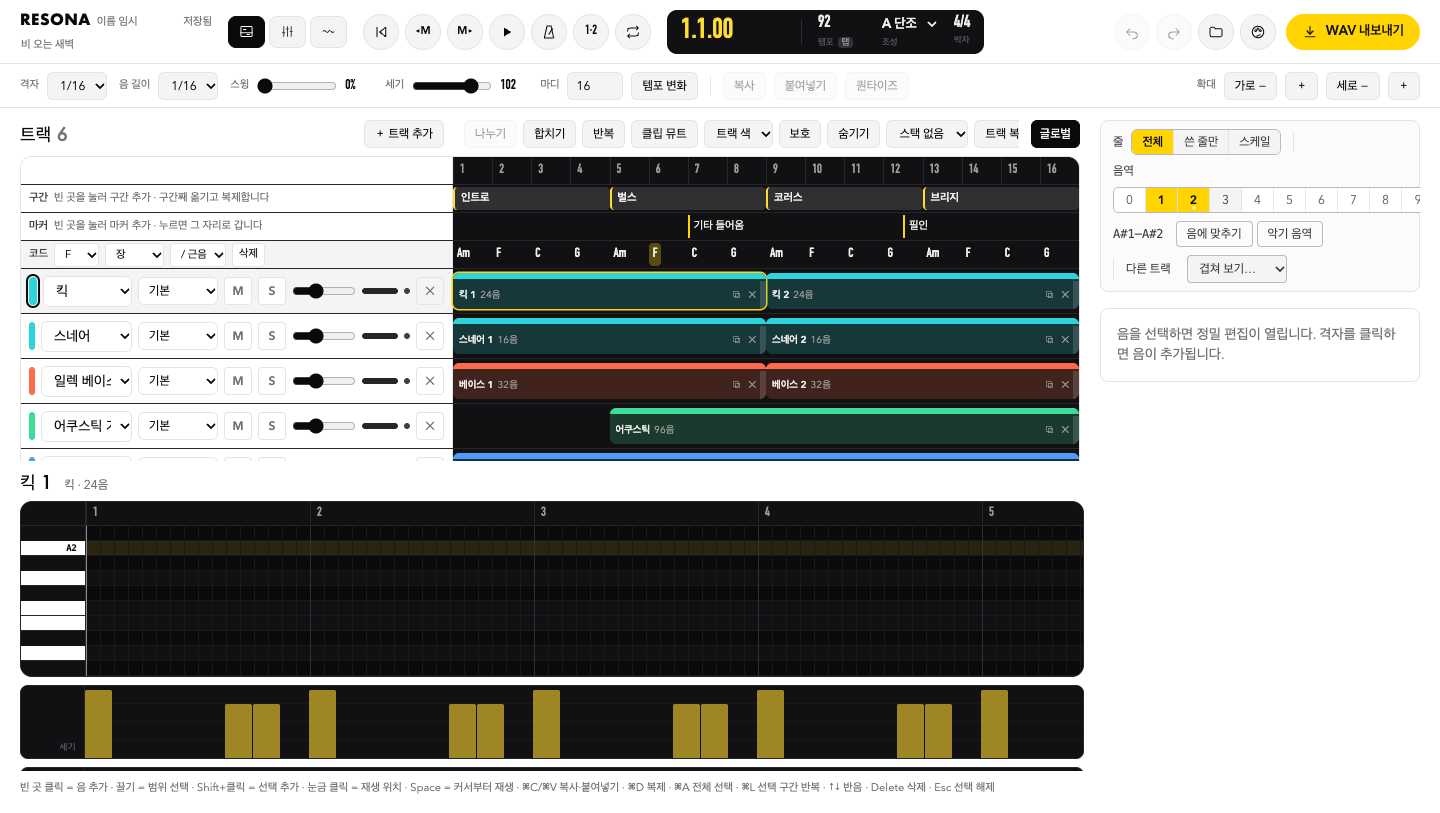 RESONA 이름 임시 저장됨
비 오는 새벽
◂M M▸ 1·2
1.1.00 92 템포 탭 A 단조 조성 4/4 박자
WAV 내보내기
격자 1/16 음 길이 1/16 스윙 0% 세기 102 마디 16 템포 변화 복사 붙여넣기 퀀타이즈 확대 가로 − + 세로 − +
트랙 6 + 트랙 추가 나누기 합치기 반복 클립 뮤트 트랙 색 보호 숨기기 스택 없음 트랙 복 글로벌
1 2 3 4 5 6 7 8 9 10 11 12 13 14 15 16
구간 빈 곳을 눌러 구간 추가 · 구간째 옮기고 복제합니다 인트로 벌스 코러스 브리지
마커 빈 곳을 눌러 마커 추가 · 누르면 그 자리로 갑니다 기타 들어옴 필인
코드 F 장 / 근음 삭제 Am F C G Am F C G Am F C G Am F C G
킥 기본 M S 킥 1 24음 킥 2 24음
스네어 기본 M S 스네어 1 16음 스네어 2 16음
일렉 베이스 기본 M S 베이스 1 32음 베이스 2 32음
어쿠스틱 기본 M S 어쿠스틱 96음
줄 전체 쓴 줄만 스케일
음역
0 1 2 3 4 5 6 7 8 9
A#1—A#2 음에 맞추기 악기 음역
다른 트랙 겹쳐 보기…
음을 선택하면 정밀 편집이 열립니다. 격자를 클릭하
면 음이 추가됩니다.
킥 1 킥 · 24음
1 2 3 4 5
A2
세기
빈 곳 클릭 = 음 추가 · 끌기 = 범위 선택 · Shift+클릭 = 선택 추가 · 눈금 클릭 = 재생 위치 · Space = 커서부터 재생 · ⌘C/⌘V 복사·붙여넣기 · ⌘D 복제 · ⌘A 전체 선택 · ⌘L 선택 구간 반복 · ↑↓ 반음 · Delete 삭제 · Esc 선택 해제